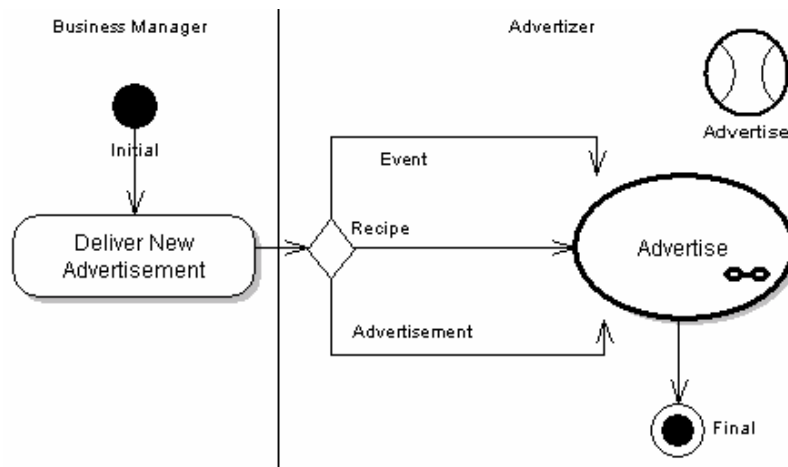 Business Manager
Advertizer
Initial
Deliver New
Advertisement
Event
Recipe
Advertisement
Advertise
Advertise
Final